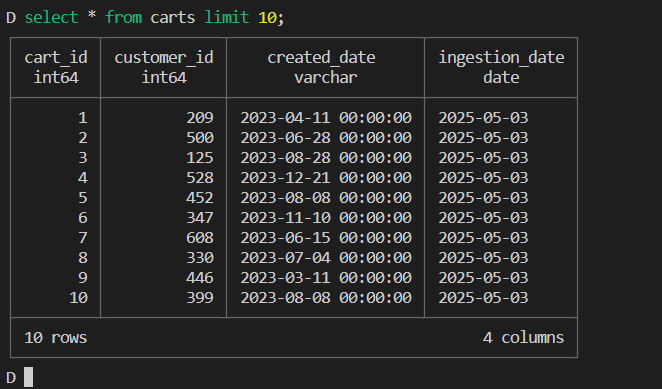 D select * from carts limit 10;
cart_id customer_id created_date ingestion_date
int64 int64 varchar date
1 209 2023-04-11 00:00:00 2025-05-03
2 500 2023-06-28 00:00:00 2025-05-03
3 125 2023-08-28 00:00:00 2025-05-03
4 528 2023-12-21 00:00:00 2025-05-03
5 452 2023-08-08 00:00:00 2025-05-03
6 347 2023-11-10 00:00:00 2025-05-03
7 608 2023-06-15 00:00:00 2025-05-03
8 330 2023-07-04 00:00:00 2025-05-03
9 446 2023-03-11 00:00:00 2025-05-03
10 399 2023-08-08 00:00:00 2025-05-03
10 rows 4 columns
D